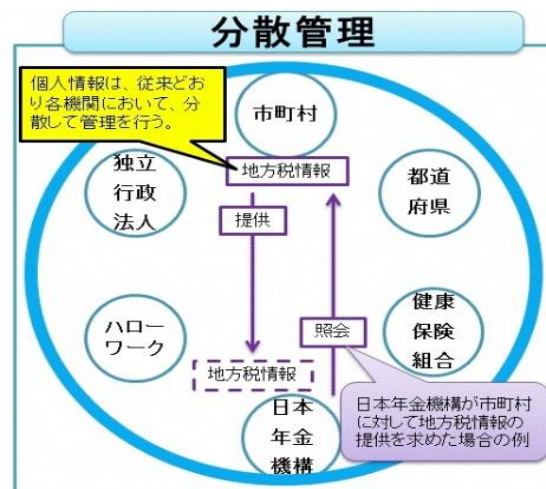 分散管理
個人情報は、従来どお
り各機関において、分
散して管理を行う。
市町村
地方税情報
独立
行政
法人
都道
府県
提供
ハロー
ワーク
照会
健康
保険
組合
地方税情報
日本
年金
機構
日本年金機構が市町村
に対して地方税情報の
提供を求めた場合の例